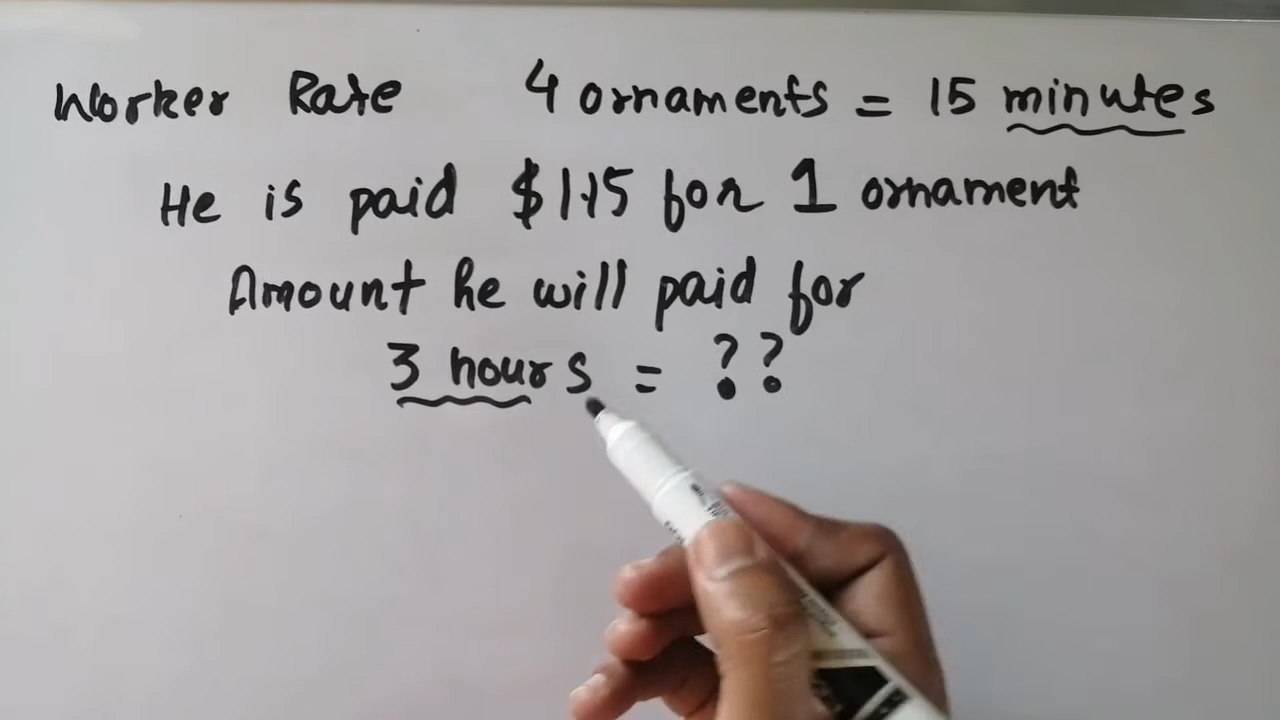 Worker Rate 4 ornaments = 15 minutes
He is paid $1.15 for 1 ornament
Amount he will paid for
3 hours = ??